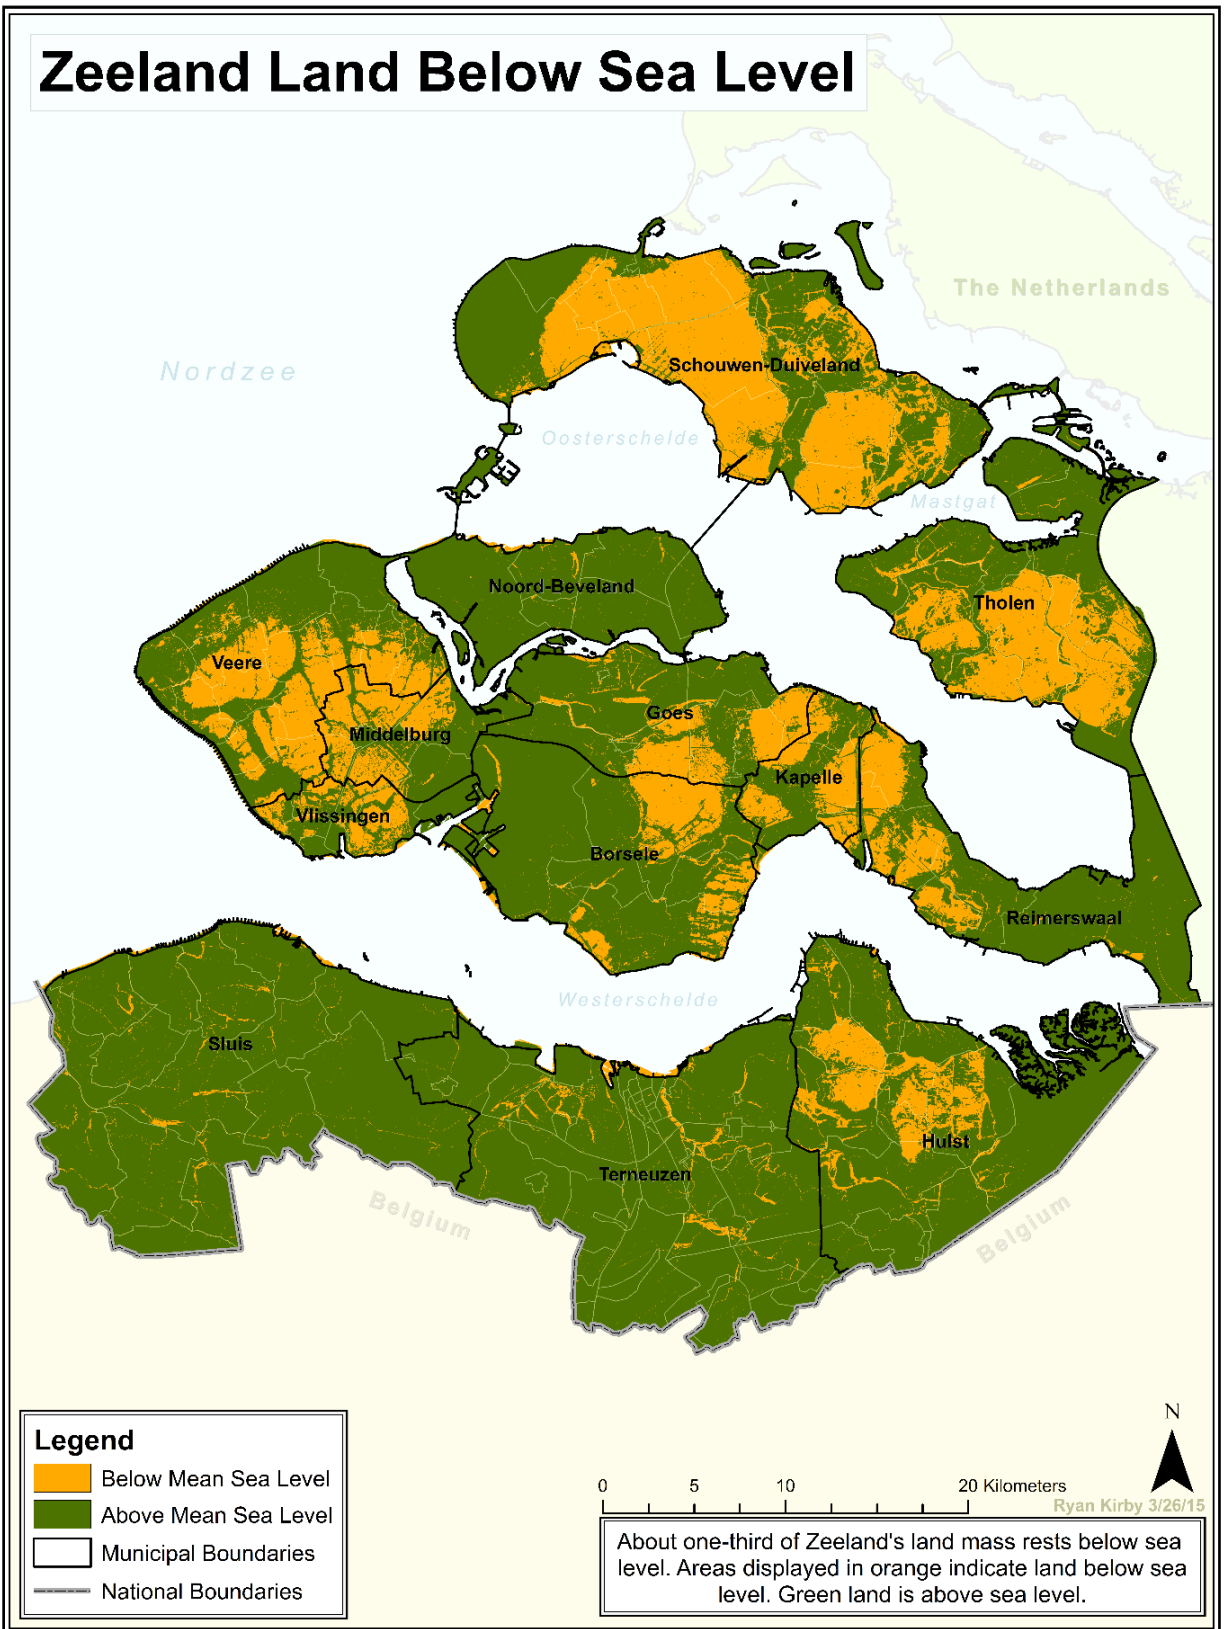 Zeeland Land Below Sea Level
The Netherlands
Nordzee
Schouwen-Duiveland
Oosterschelde
Mastgat
Noord-Beveland
Tholen
Veere
Goes
Middelburg
Kapelle
Vlissingen
Borsele
Reimerswaal
Westerschelde
Sluis
Hulst
Terneuzen
Belgium
Belgium
Legend
Below Mean Sea Level
Above Mean Sea Level
Municipal Boundaries
National Boundaries
N
0 5 10 20 Kilometers
Ryan Kirby 3/26/15
About one-third of Zeeland's land mass rests below sea
level. Areas displayed in orange indicate land below sea
level. Green land is above sea level.